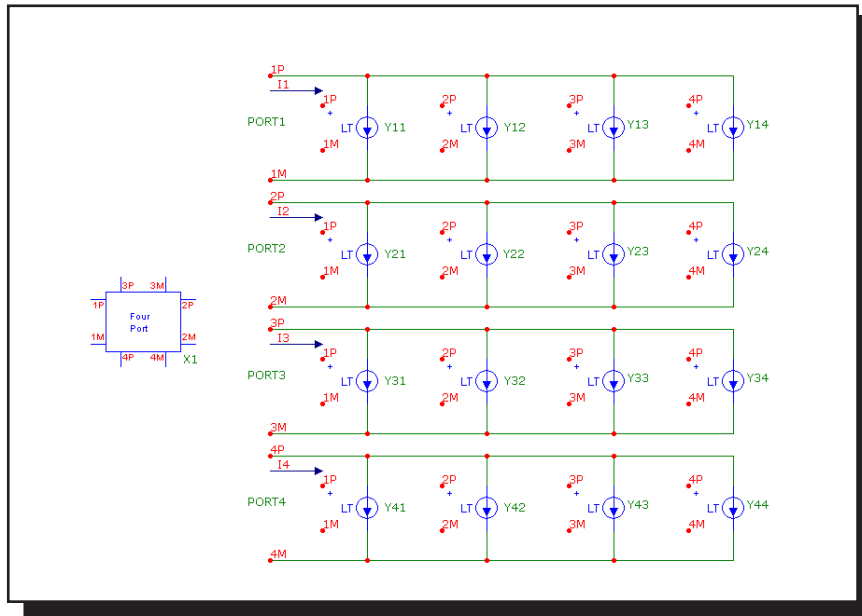 1P
I1
1P 2P 3P 4P
+ + + +
PORT1 LT Y11 LT Y12 LT Y13 LT Y14
1M 2M 3M 4M
1M
2P
I2
1P 2P 3P 4P
+ + + +
PORT2 LT Y21 LT Y22 LT Y23 LT Y24
1M 2M 3M 4M
2M
3P 3M
1P 2P
Four
Port
1M 2M
4P 4M X1
3P
I3
1P 2P 3P 4P
+ + + +
PORT3 LT Y31 LT Y32 LT Y33 LT Y34
1M 2M 3M 4M
3M
4P
I4
1P 2P 3P 4P
+ + + +
PORT4 LT Y41 LT Y42 LT Y43 LT Y44
1M 2M 3M 4M
4M